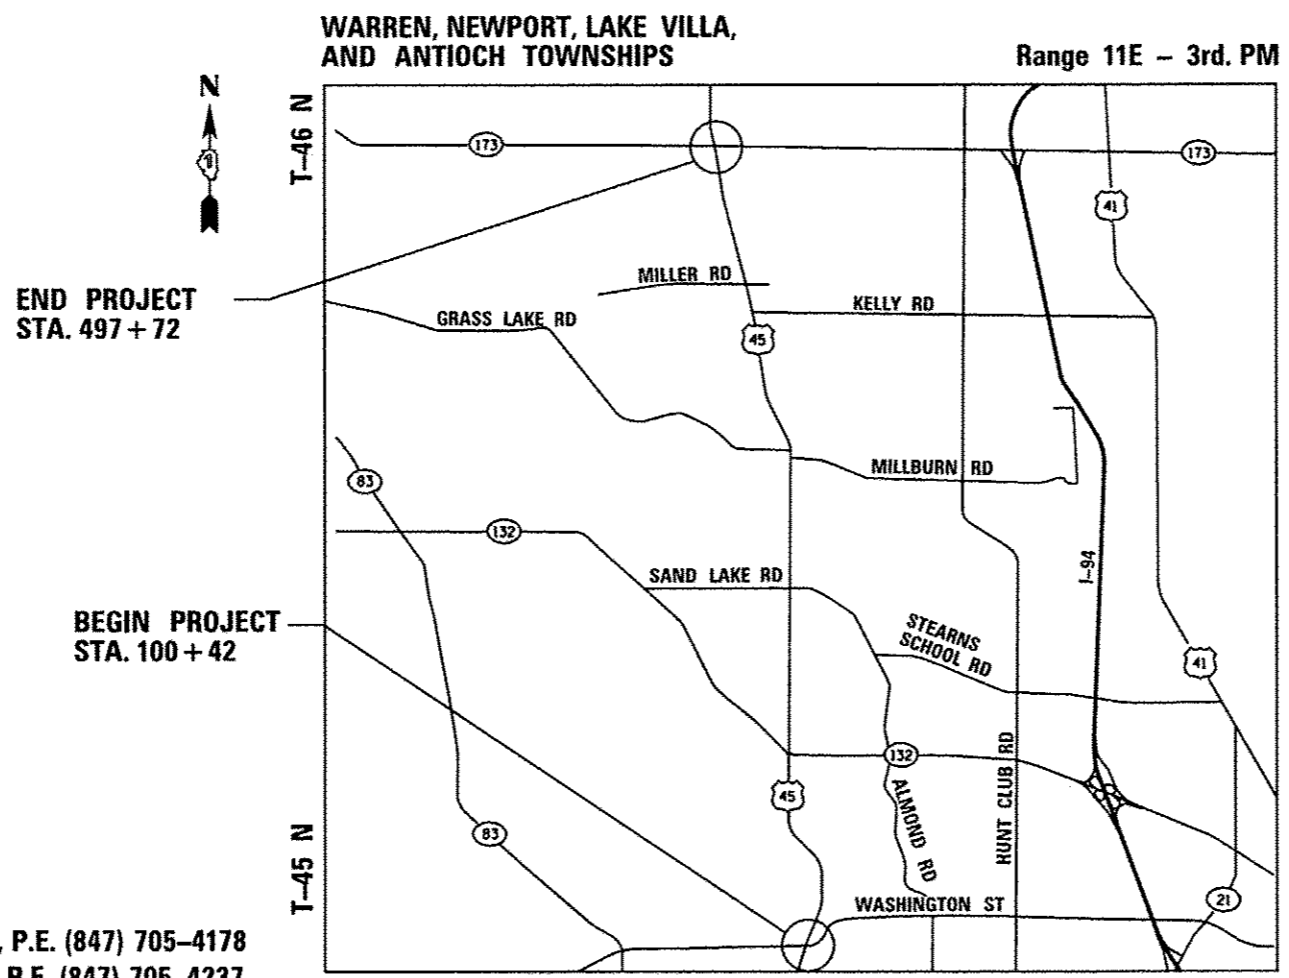 WARREN, NEWPORT, LAKE VILLA,
AND ANTIOCH TOWNSHIPS
Range 11E – 3rd. PM
N
T–46 N
173
173
41
END PROJECT
STA. 497+72
MILLER RD
KELLY RD
GRASS LAKE RD
45
MILLBURN RD
83
132
I–94
SAND LAKE RD
BEGIN PROJECT
STA. 100+42
STEARNS
SCHOOL RD
41
132
HUNT CLUB RD
45
ALMOND RD
83
T–45 N
WASHINGTON ST
21
, P.E. (847) 705–4178
P.E. (847) 705–4237